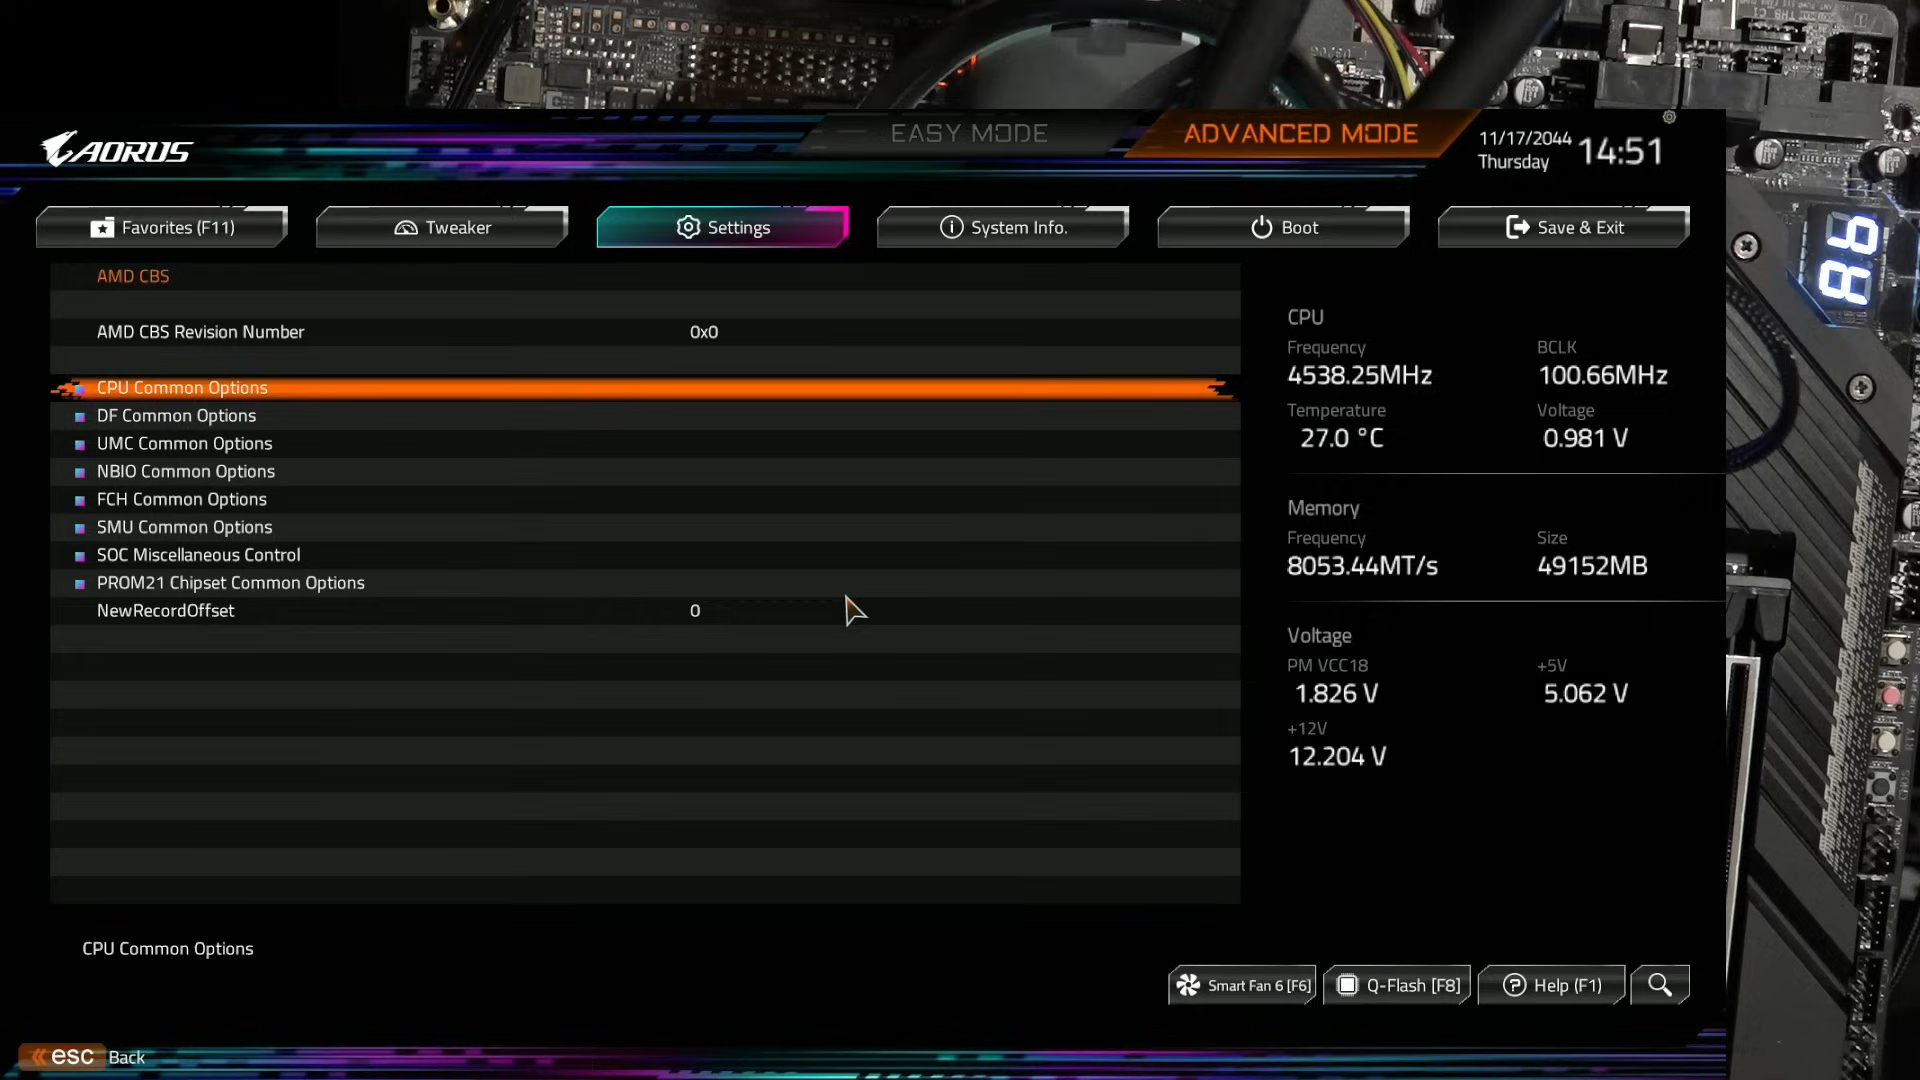 AORUS
EASY MODE
ADVANCED MODE
11/17/2044
Thursday
14:51
Favorites (F11)
Tweaker
Settings
System Info.
Boot
Save & Exit
AMD CBS
AMD CBS Revision Number 0x0
CPU Common Options
DF Common Options
UMC Common Options
NBIO Common Options
FCH Common Options
SMU Common Options
SOC Miscellaneous Control
PROM21 Chipset Common Options
NewRecordOffset 0
CPU
Frequency BCLK
4538.25MHz 100.66MHz
Temperature Voltage
27.0 °C 0.981 V
Memory
Frequency Size
8053.44MT/s 49152MB
Voltage
PM VCC18 +5V
1.826 V 5.062 V
+12V
12.204 V
CPU Common Options
Smart Fan 6 [F6]
Q-Flash [F8]
Help (F1)
esc Back